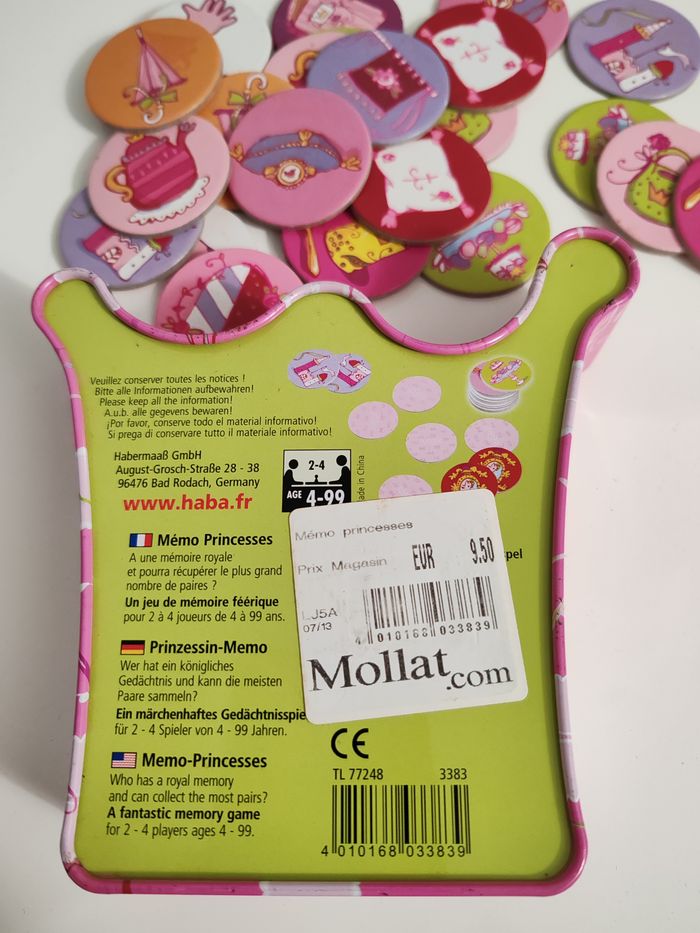 Veuillez conserver toutes les notices !
Bitte alle Informationen aufbewahren!
Please keep all the information!
A.u.b. alle gegevens bewaren!
¡Por favor, conserve todo el material informativo!
Si prega di conservare tutto il materiale informativo!
Habermaaß GmbH
August-Grosch-Straße 28 - 38
96476 Bad Rodach, Germany
www.haba.fr
2-4
AGE 4-99
in China
Mémo Princesses
A une mémoire royale
et pourra récupérer le plus grand
nombre de paires ?
Un jeu de mémoire féérique
pour 2 à 4 joueurs de 4 à 99 ans.
Prinzessin-Memo
Wer hat ein königliches
Gedächtnis und kann die meisten
Paare sammeln?
Ein märchenhaftes
für 2 - 4 Spieler von 4 - 99 Jahren.
Memo-Princesses
Who has a royal memory
and can collect the most pairs?
A fantastic memory game
for 2 - 4 players ages 4 - 99.
Mémo princesses
Prix Magasin EUR 9.50
LJ5A
07/13
4 010168 033839
Mollat.com
CE
TL 77248 3383
4 010168 033839